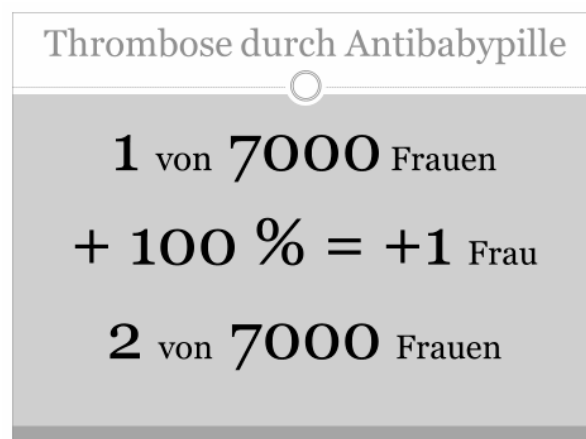 Thrombose durch Antibabypille
1 von 7000 Frauen
+ 100 % = +1 Frau
2 von 7000 Frauen